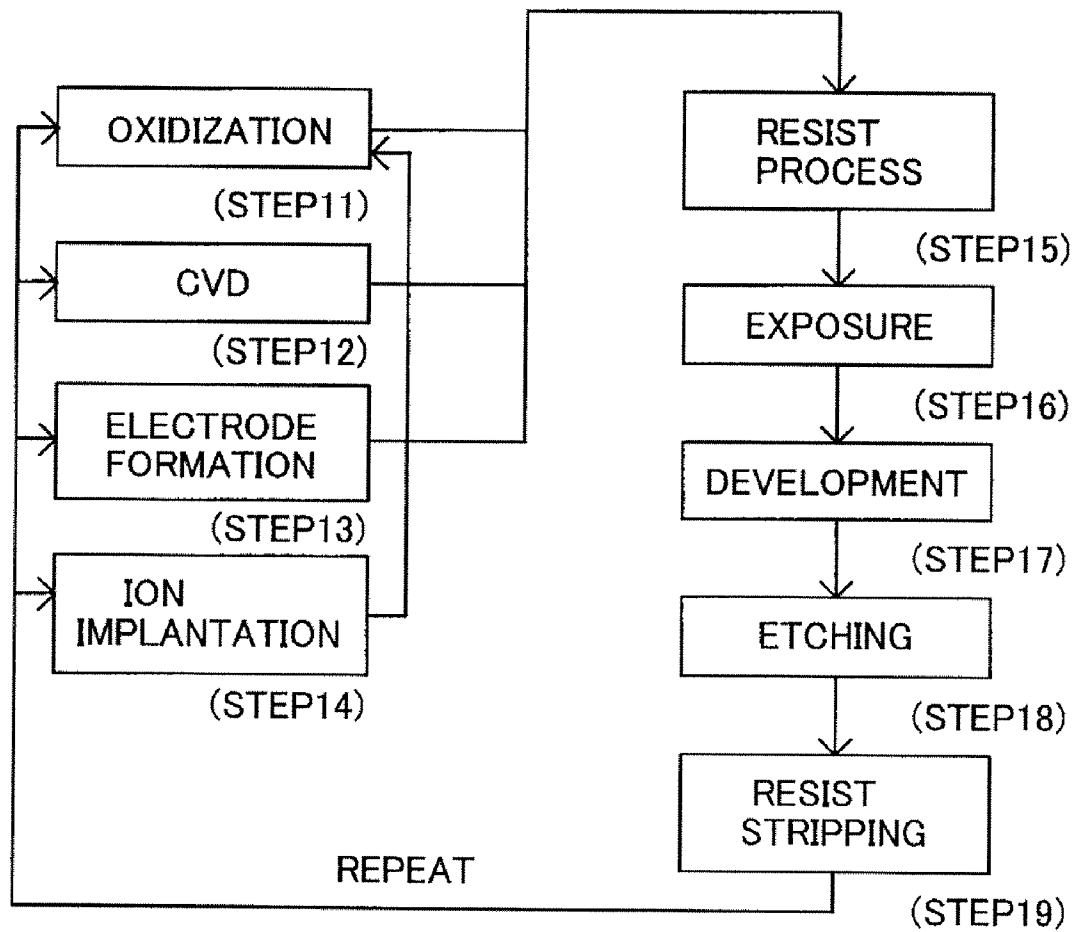 OXIDIZATION
(STEP11)
CVD
(STEP12)
ELECTRODE
FORMATION
(STEP13)
ION
IMPLANTATION
(STEP14)
RESIST
PROCESS
(STEP15)
EXPOSURE
(STEP16)
DEVELOPMENT
(STEP17)
ETCHING
(STEP18)
RESIST
STRIPPING
(STEP19)
REPEAT